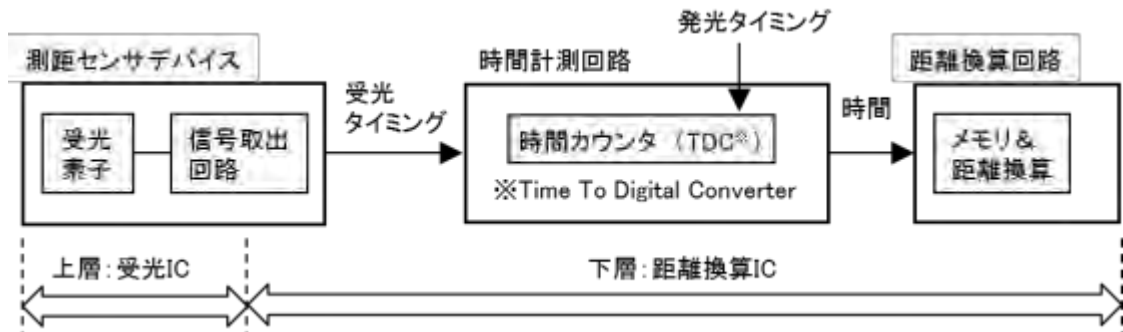 発光タイミング
測距センサデバイス
時間計測回路
距離換算回路
受光
タイミング
時間
受光
素子
信号取出
回路
時間カウンタ（TDC※）
※Time To Digital Converter
メモリ&
距離換算
上層:受光IC
下層:距離換算IC